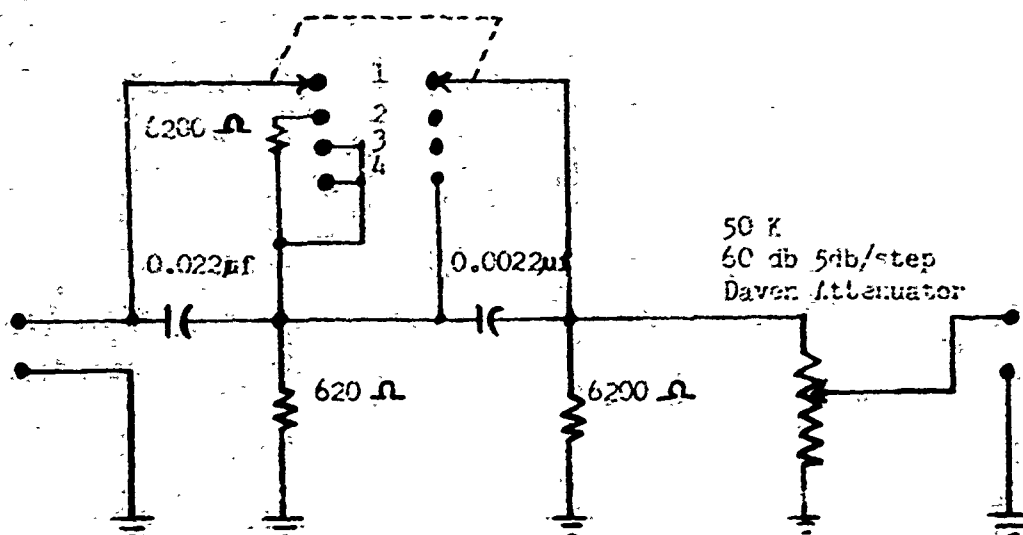 1
2
6200 Ω
3
4
0.022µf
0.0022µf
50 K
60 db 5db/step
Daven Attenuator
620 Ω
6200 Ω